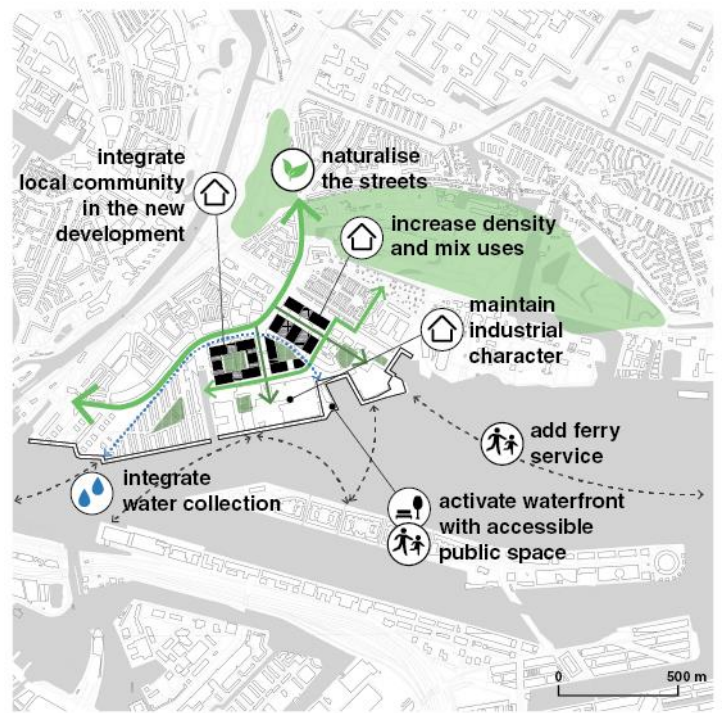 integrate
local community
in the new
development
naturalise
the streets
increase density
and mix uses
maintain
industrial
character
add ferry
service
integrate
water collection
activate waterfront
with accessible
public space
0
500 m